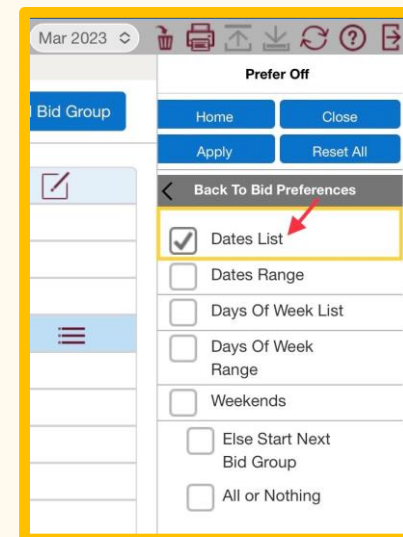 Mar 2023
Prefer Off
Bid Group
Home
Close
Apply
Reset All
Back To Bid Preferences
Dates List
Dates Range
Days Of Week List
Days Of Week
Range
Weekends
Else Start Next
Bid Group
All or Nothing